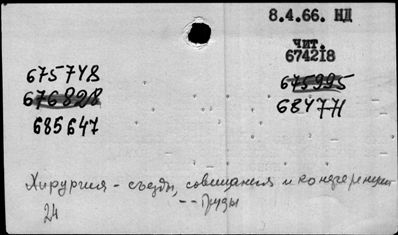 8.4.66. НД
чит.
674218
675748
675995
676828
684771
685647
Хирургия - съезды, совещания и конференции
-- Труды
24